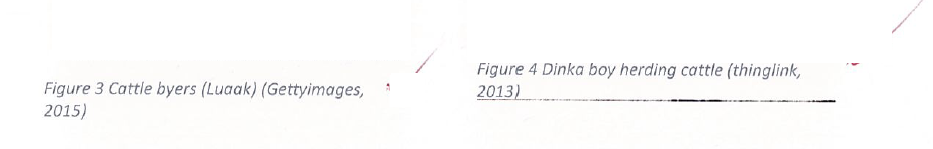 Figure 3 Cattle byers (Luaak) (Gettyimages,
2015)
Figure 4 Dinka boy herding cattle (thinglink,
2013)